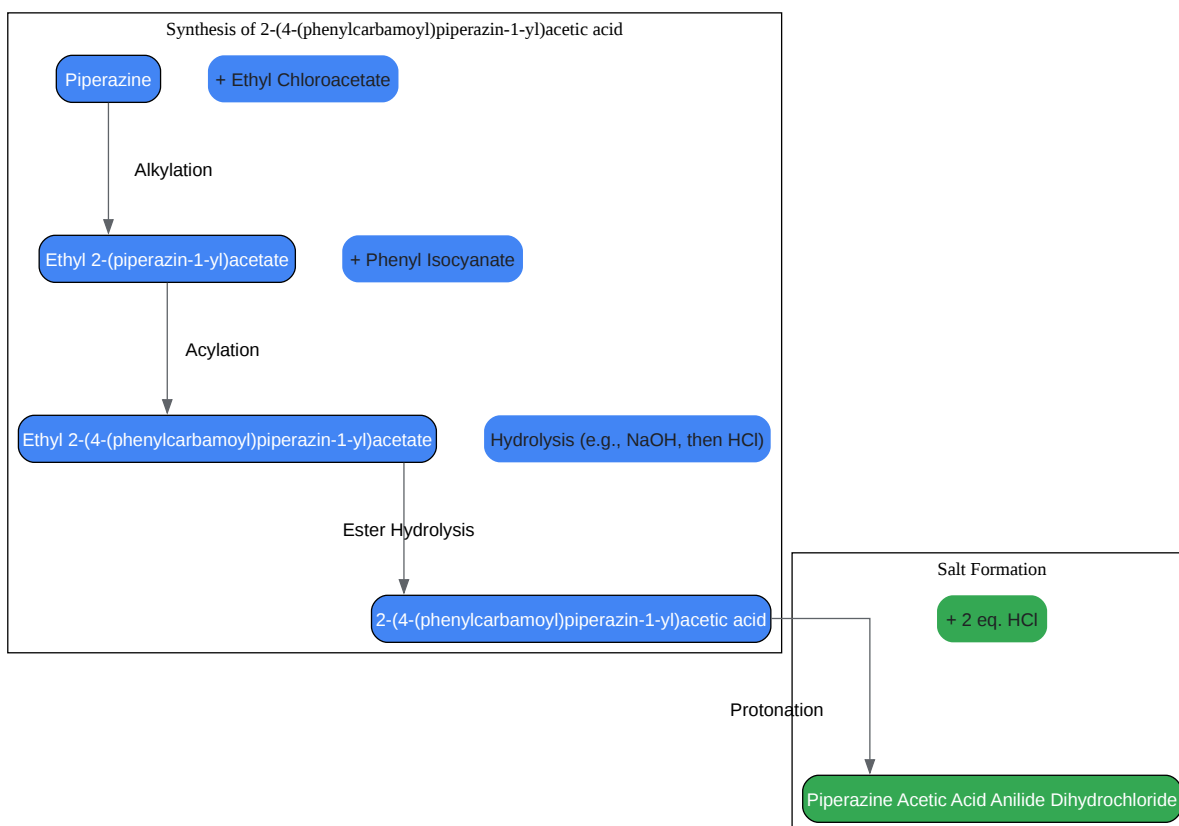 Synthesis of 2-(4-(phenylcarbamoyl)piperazin-1-yl)acetic acid
Piperazine
+ Ethyl Chloroacetate
Alkylation
Ethyl 2-(piperazin-1-yl)acetate
+ Phenyl Isocyanate
Acylation
Ethyl 2-(4-(phenylcarbamoyl)piperazin-1-yl)acetate
Hydrolysis (e.g., NaOH, then HCl)
Ester Hydrolysis
2-(4-(phenylcarbamoyl)piperazin-1-yl)acetic acid
Salt Formation
+ 2 eq. HCl
Protonation
Piperazine Acetic Acid Anilide Dihydrochloride